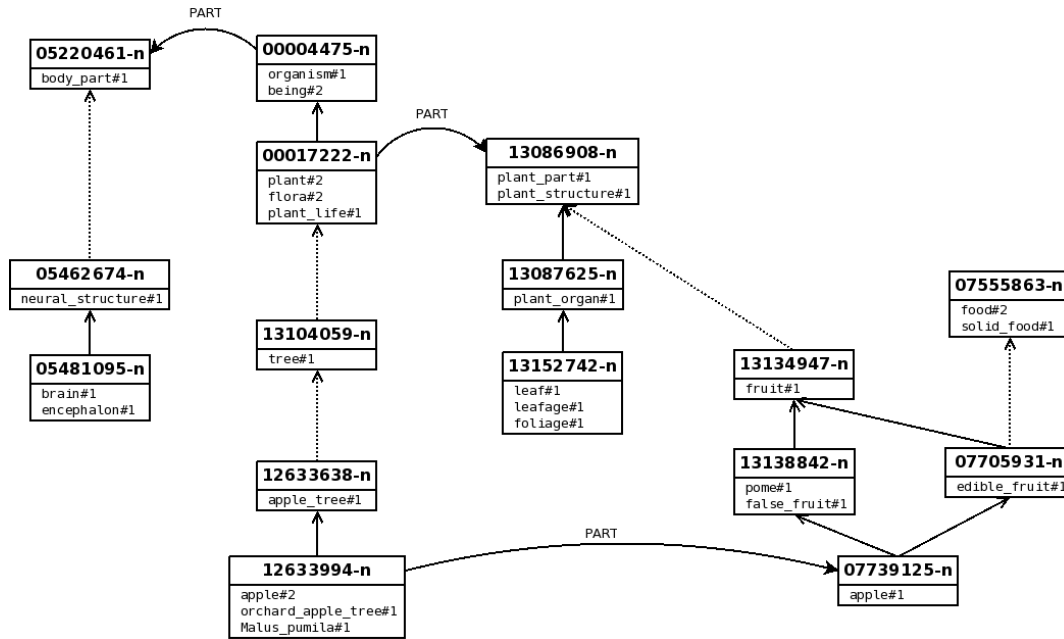 PART
05220461-n
body_part#1
00004475-n
organism#1
being#2
PART
00017222-n
plant#2
flora#2
plant_life#1
13086908-n
plant_part#1
plant_structure#1
05462674-n
neural_structure#1
13087625-n
plant_organ#1
07555863-n
food#2
solid_food#1
13104059-n
tree#1
05481095-n
brain#1
encephalon#1
13152742-n
leaf#1
leafage#1
foliage#1
13134947-n
fruit#1
12633638-n
apple_tree#1
13138842-n
pome#1
false_fruit#1
07705931-n
edible_fruit#1
PART
12633994-n
apple#2
orchard_apple_tree#1
Malus_pumila#1
07739125-n
apple#1